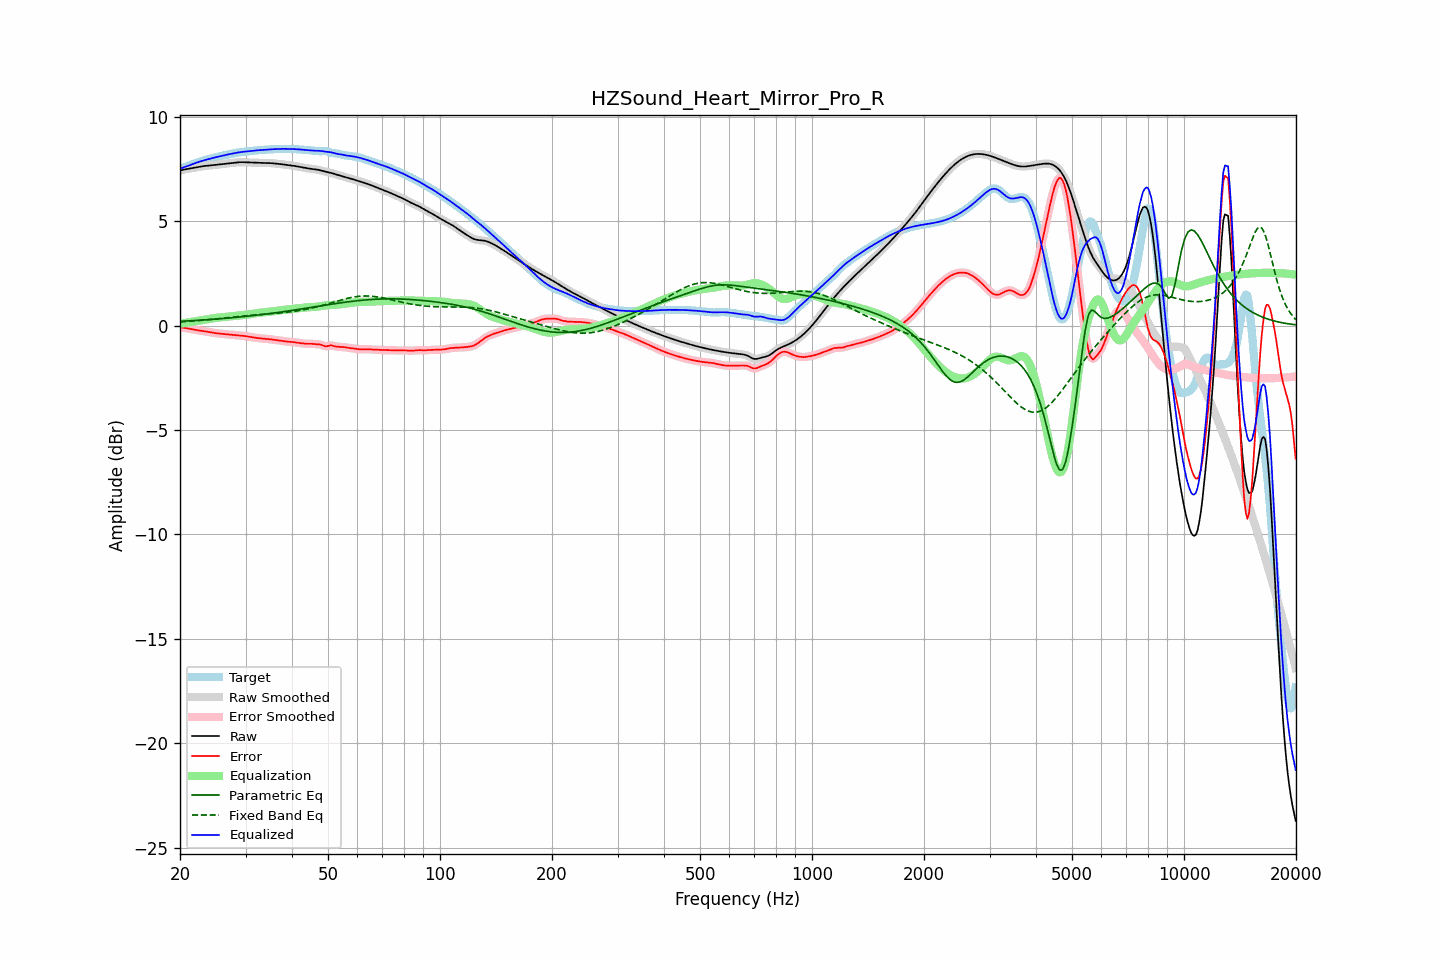 HZSound_Heart_Mirror_Pro_R
Amplitude (dBr)
10
5
0
−5
−10
−15
−20
−25
Target
Raw Smoothed
Error Smoothed
Raw
Error
Equalization
Parametric Eq
Fixed Band Eq
Equalized
20 50 100 200 500 1000 2000 5000 10000 20000
Frequency (Hz)